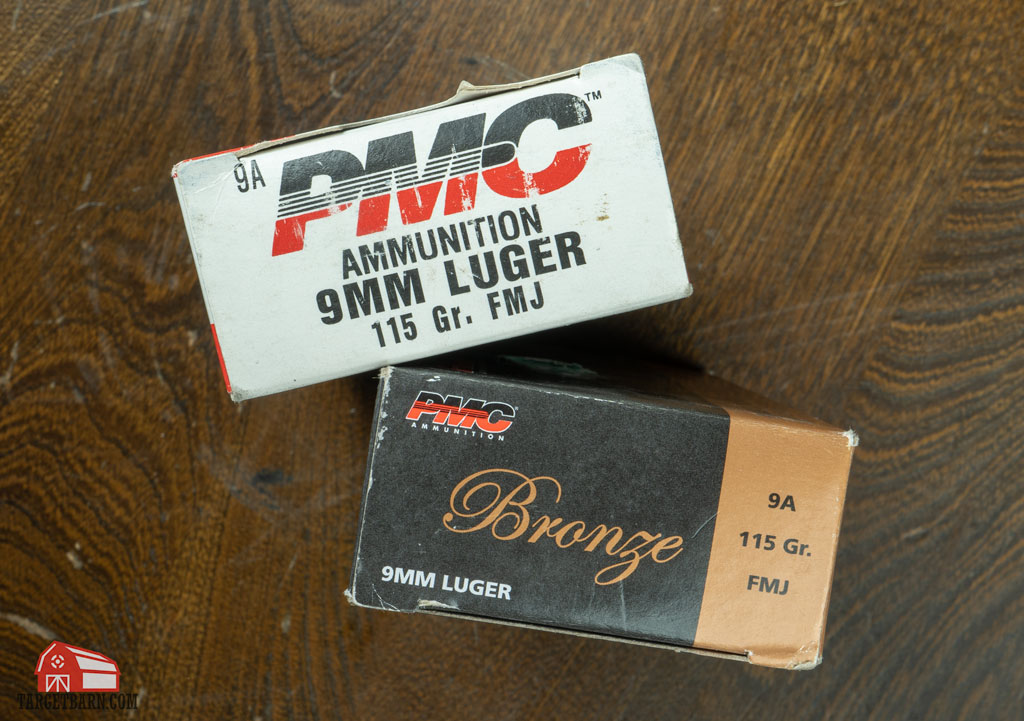 9A
PMC™
AMMUNITION
9MM LUGER
115 Gr. FMJ
PMC®
AMMUNITION
Bronze
9MM LUGER
9A
115 Gr.
FMJ
TARGETBARN.COM